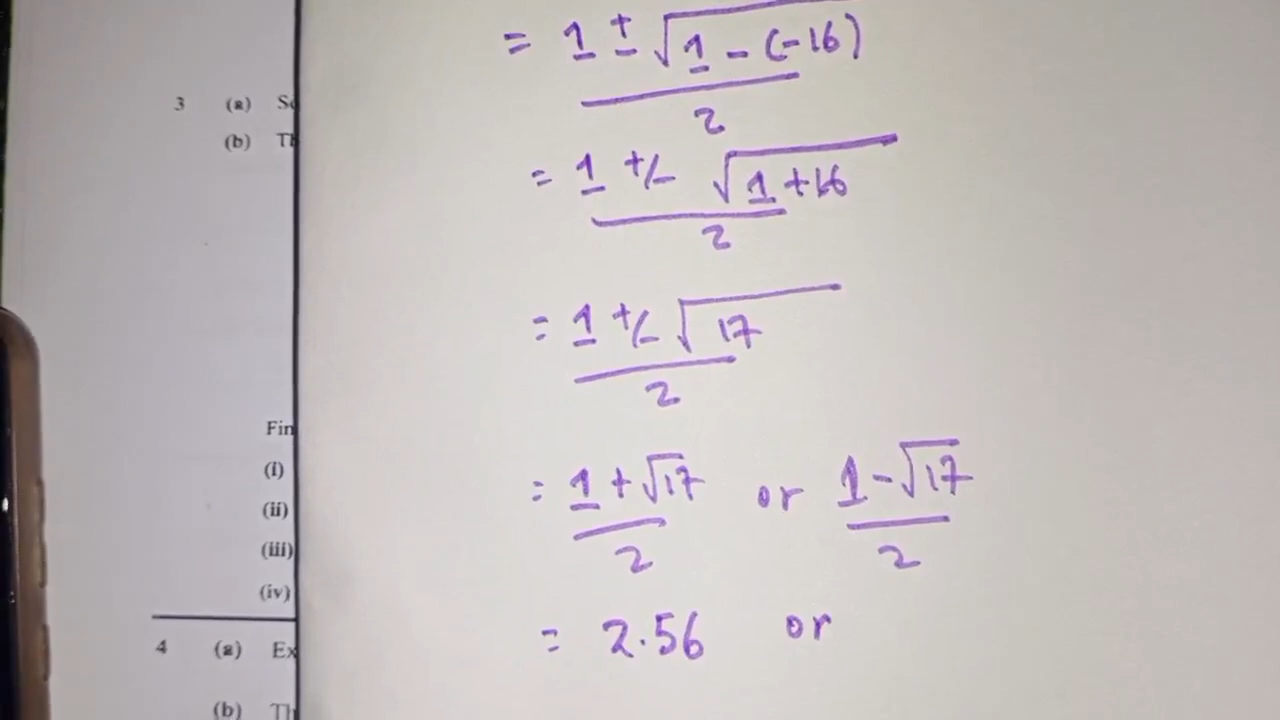 = 1 ± √1 - (-16)
2
3 (a)
(b)
= 1 +/- √1+16
2
= 1 +/- √17
2
Fin
(i)
= 1 + √17 or 1 - √17
2 2
(ii)
(iii)
(iv)
= 2.56 or
4 (a) Ex
(b) Th